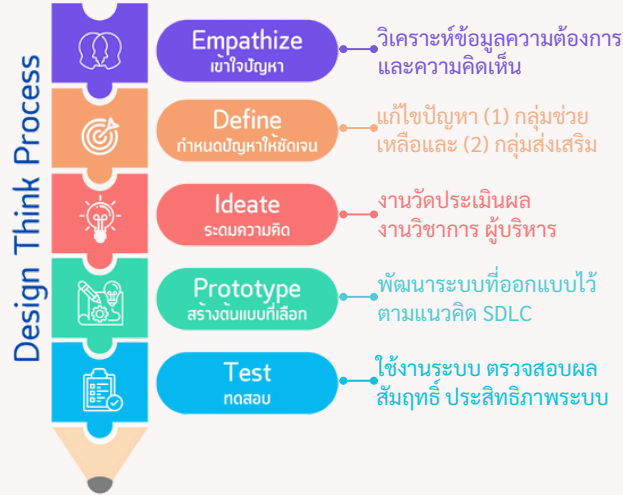 Design Think Process
Empathize
เข้าใจปัญหา
วิเคราะห์ข้อมูลความต้องการ
และความคิดเห็น
Define
กำหนดปัญหาให้ชัดเจน
แก้ไขปัญหา (1) กลุ่มช่วย
เหลือและ (2) กลุ่มส่งเสริม
Ideate
ระดมความคิด
งานวัดประเมินผล
งานวิชาการ ผู้บริหาร
Prototype
สร้างต้นแบบที่เลือก
พัฒนาระบบที่ออกแบบไว้
ตามแนวคิด SDLC
Test
ทดสอบ
ใช้งานระบบ ตรวจสอบผล
สัมฤทธิ์ ประสิทธิภาพระบบ